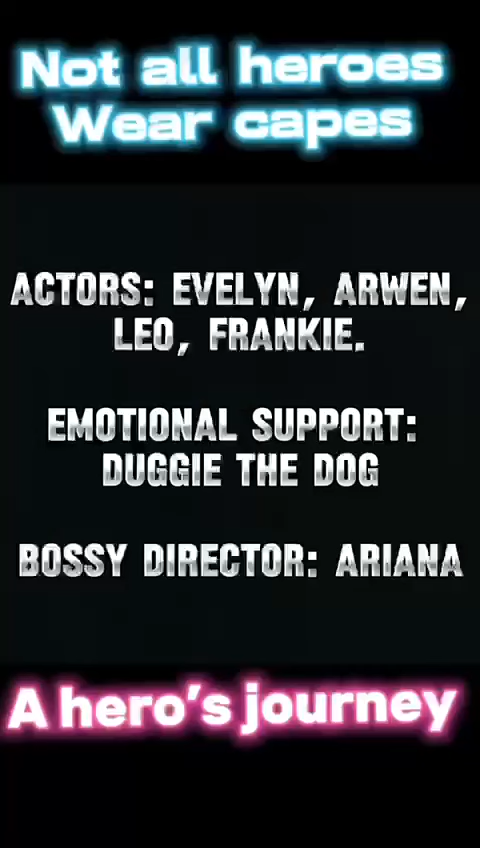 Not all heroes
Wear capes
ACTORS: EVELYN, ARWEN,
LEO, FRANKIE.
EMOTIONAL SUPPORT:
DUGGIE THE DOG
BOSSY DIRECTOR: ARIANA
A hero's journey